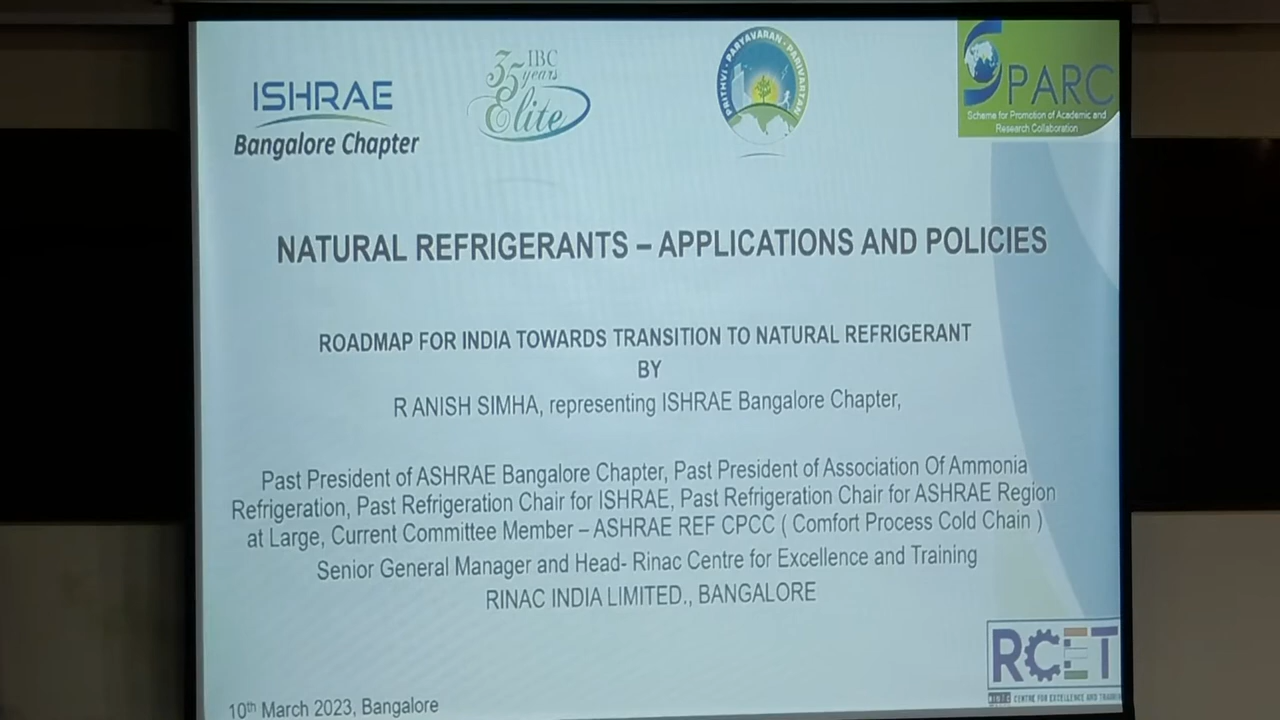 ISHRAE
Bangalore Chapter
35 IBC
years
Elite
PRITHVI - PARYAVARAN - PARIVARTAN
SPARC
Scheme for Promotion of Academic and
Research Collaboration
NATURAL REFRIGERANTS – APPLICATIONS AND POLICIES
ROADMAP FOR INDIA TOWARDS TRANSITION TO NATURAL REFRIGERANT
BY
R ANISH SIMHA, representing ISHRAE Bangalore Chapter,
Past President of ASHRAE Bangalore Chapter, Past President of Association Of Ammonia
Refrigeration, Past Refrigeration Chair for ISHRAE, Past Refrigeration Chair for ASHRAE Region
at Large, Current Committee Member – ASHRAE REF CPCC ( Comfort Process Cold Chain )
Senior General Manager and Head- Rinac Centre for Excellence and Training
RINAC INDIA LIMITED., BANGALORE
RCET
CENTRE FOR EXCELLENCE AND
10th March 2023, Bangalore